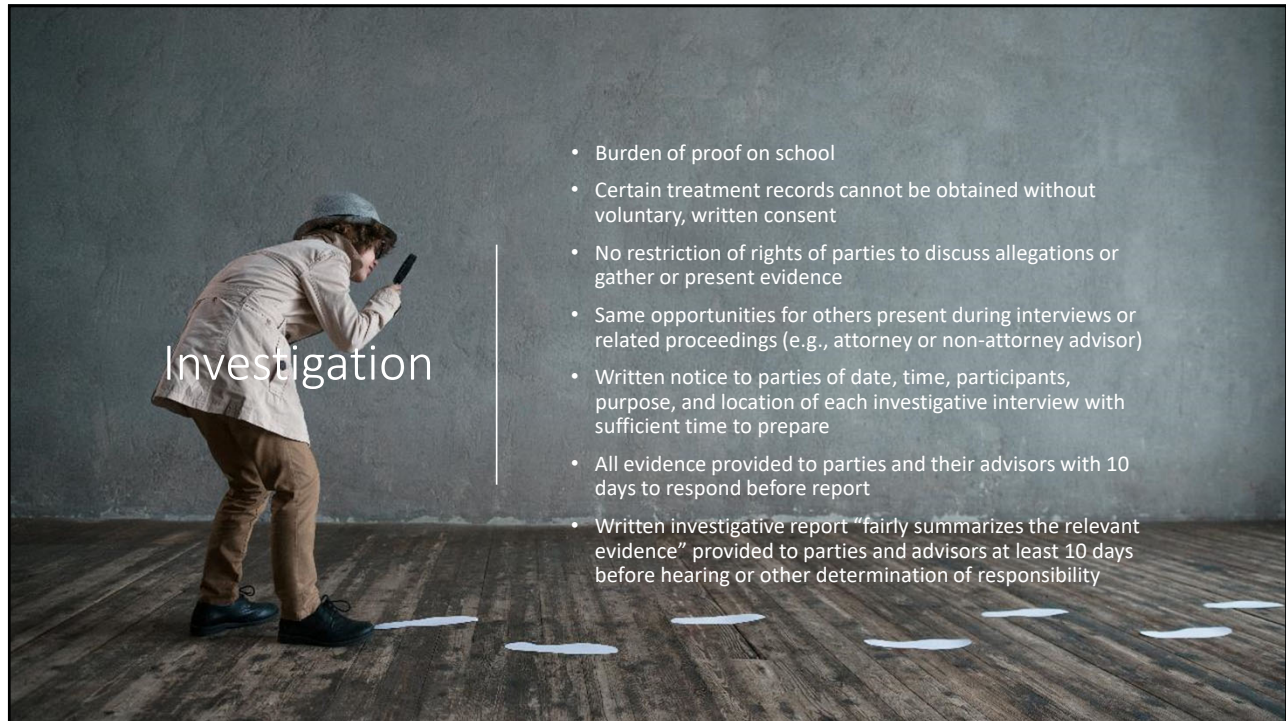 Investigation
• Burden of proof on school
• Certain treatment records cannot be obtained without
voluntary, written consent
• No restriction of rights of parties to discuss allegations or
gather or present evidence
• Same opportunities for others present during interviews or
related proceedings (e.g., attorney or non-attorney advisor)
• Written notice to parties of date, time, participants,
purpose, and location of each investigative interview with
sufficient time to prepare
• All evidence provided to parties and their advisors with 10
days to respond before report
• Written investigative report “fairly summarizes the relevant
evidence” provided to parties and advisors at least 10 days
before hearing or other determination of responsibility